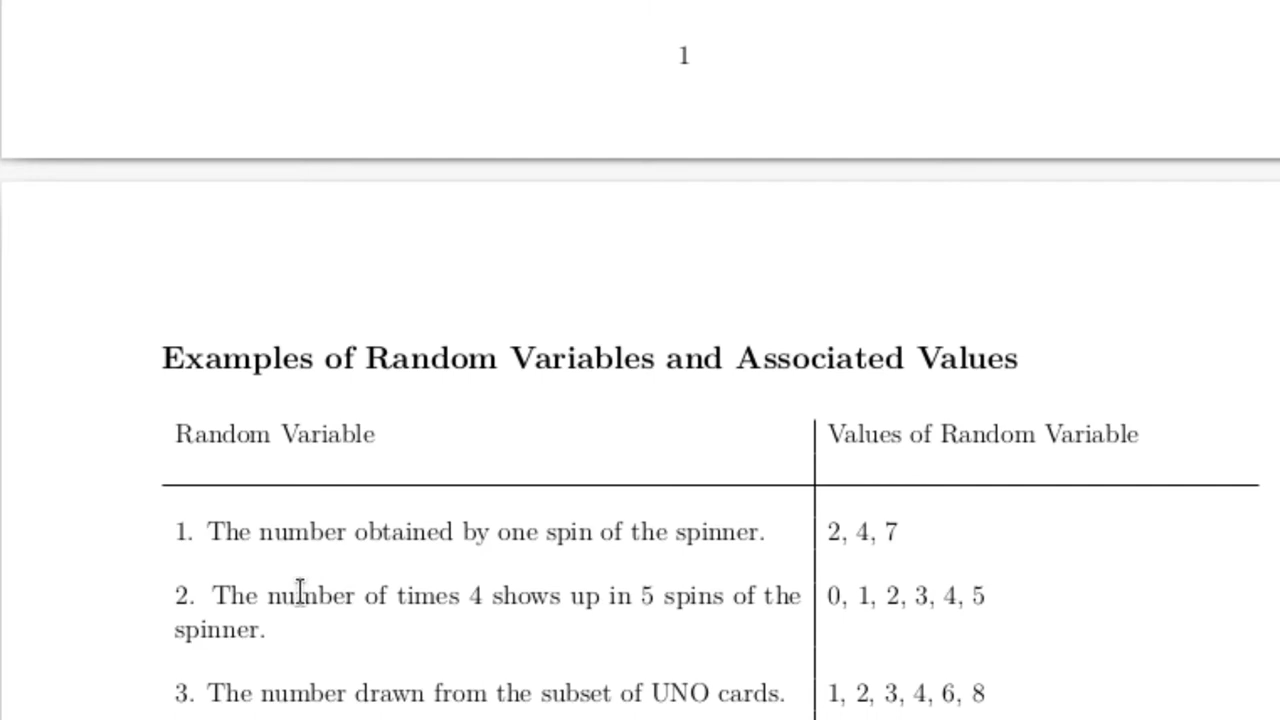 1
Examples of Random Variables and Associated Values
Random Variable
Values of Random Variable
1. The number obtained by one spin of the spinner.
2, 4, 7
2. The number of times 4 shows up in 5 spins of the
spinner.
0, 1, 2, 3, 4, 5
3. The number drawn from the subset of UNO cards.
1, 2, 3, 4, 6, 8